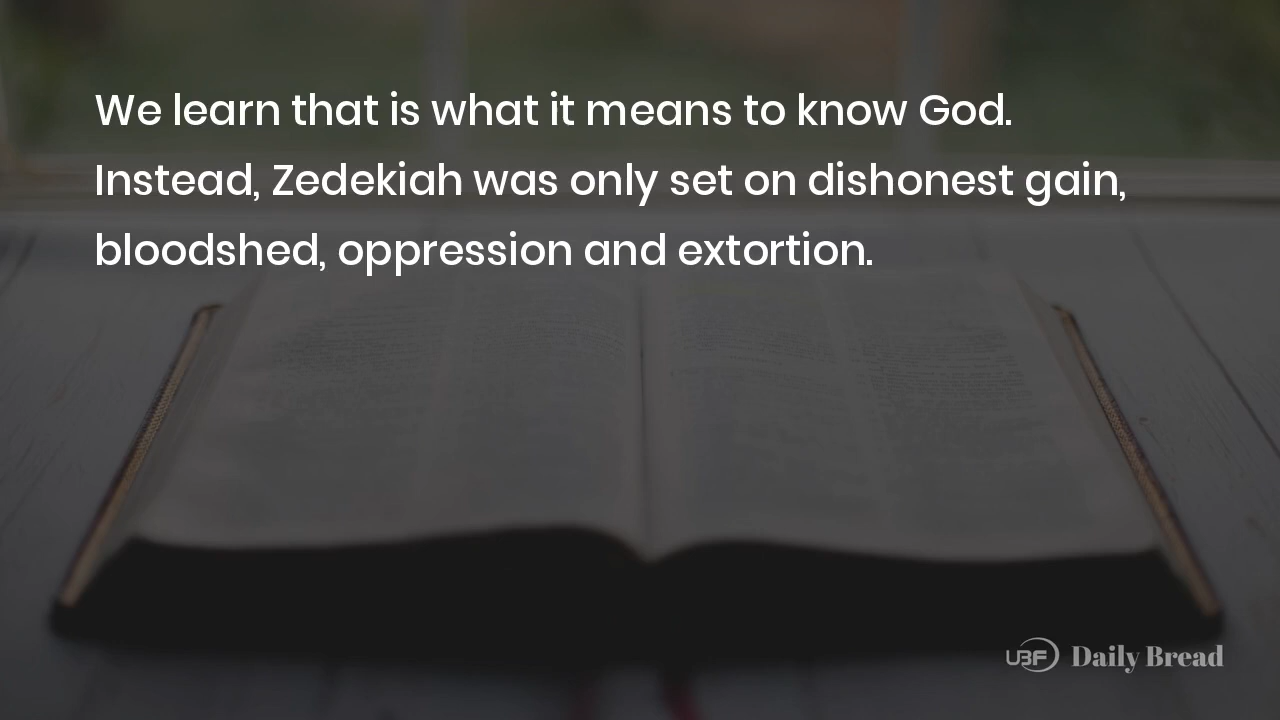 We learn that is what it means to know God.
Instead, Zedekiah was only set on dishonest gain,
bloodshed, oppression and extortion.
UBF Daily Bread